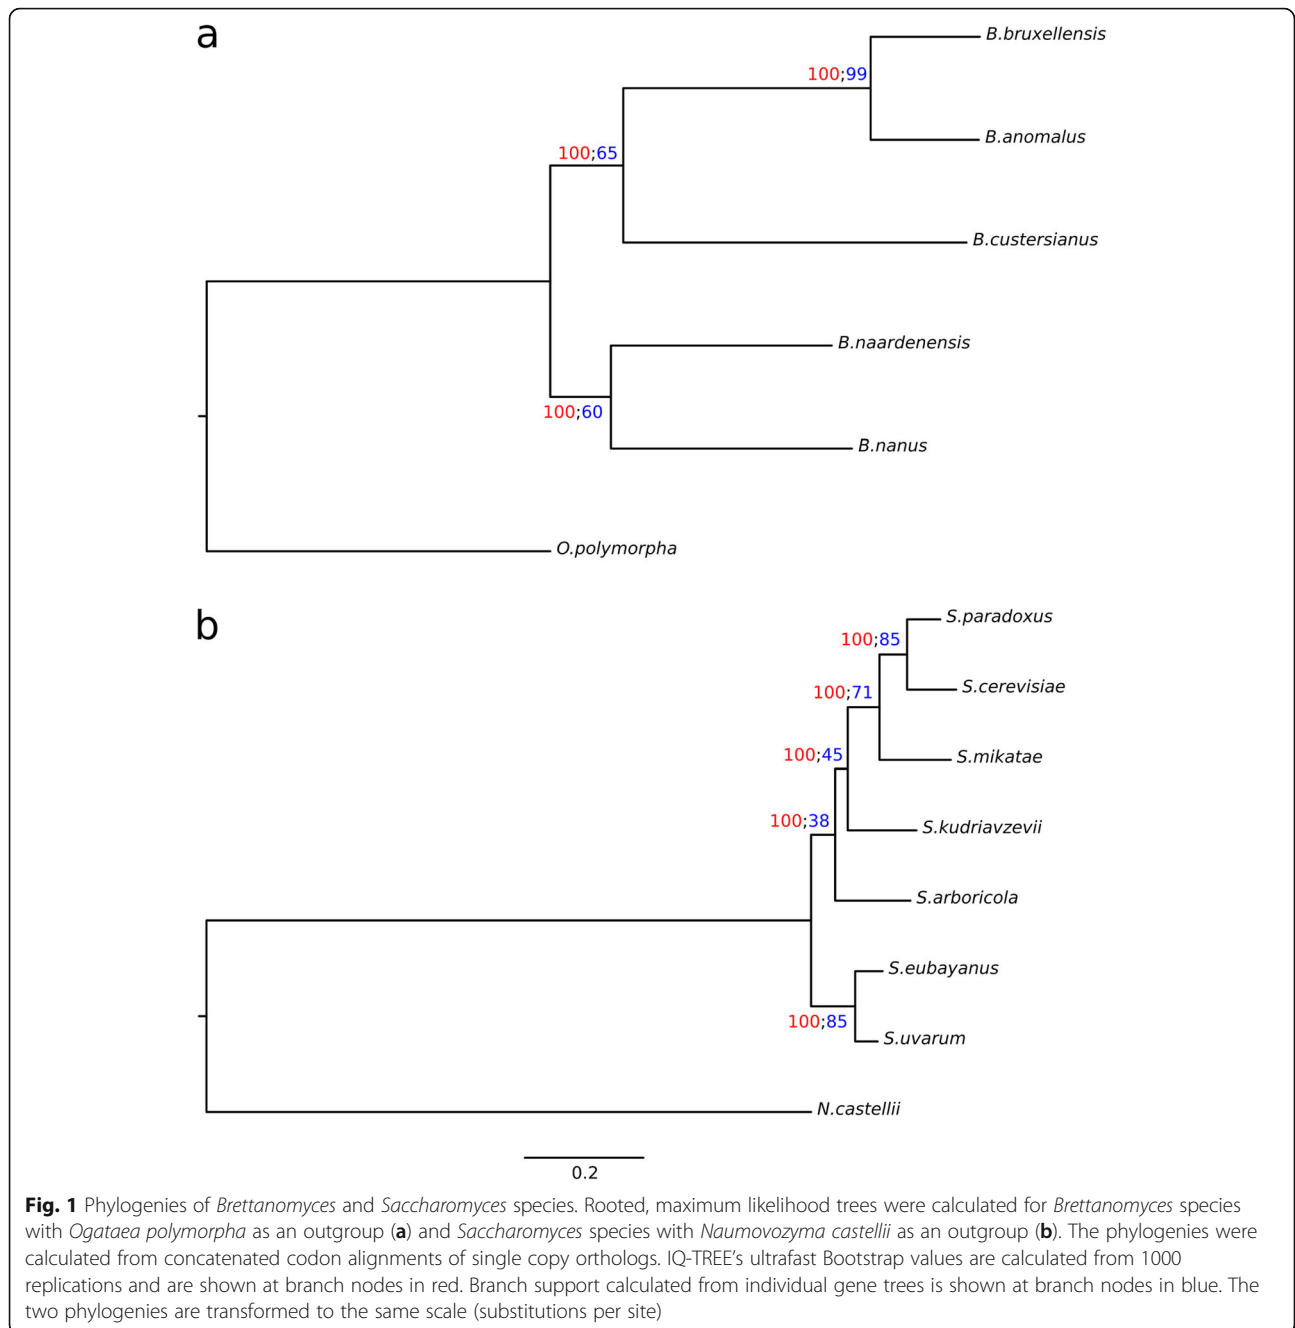 a
B.bruxellensis
100;99
B.anomalus
100;65
B.custersianus
B.naardenensis
100;60
B.nanus
O.polymorpha
b
S.paradoxus
100;85
S.cerevisiae
100;71
100;45
S.mikatae
100;38
S.kudriavzevii
S.arboricola
S.eubayanus
100;85
S.uvarum
N.castellii
0.2
Fig. 1 Phylogenies of Brettanomyces and Saccharomyces species. Rooted, maximum likelihood trees were calculated for Brettanomyces species
with Ogataea polymorpha as an outgroup (a) and Saccharomyces species with Naumovozyma castellii as an outgroup (b). The phylogenies were
calculated from concatenated codon alignments of single copy orthologs. IQ-TREE's ultrafast Bootstrap values are calculated from 1000
replications and are shown at branch nodes in red. Branch support calculated from individual gene trees is shown at branch nodes in blue. The
two phylogenies are transformed to the same scale (substitutions per site)